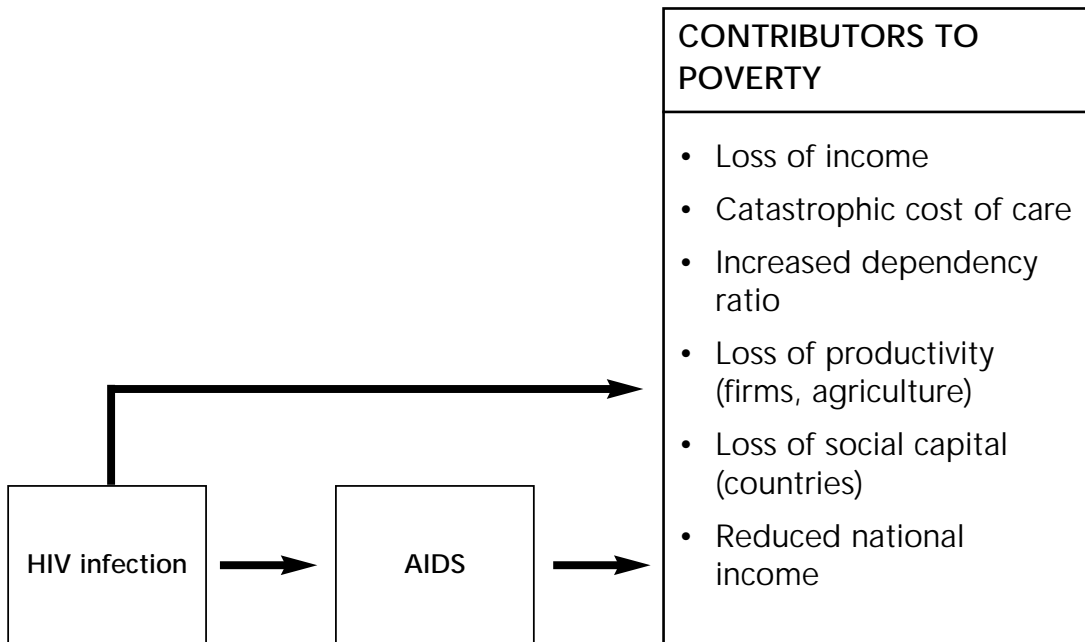 CONTRIBUTORS TO
POVERTY
• Loss of income
• Catastrophic cost of care
• Increased dependency
ratio
• Loss of productivity
(firms, agriculture)
• Loss of social capital
(countries)
• Reduced national
income
HIV infection
AIDS